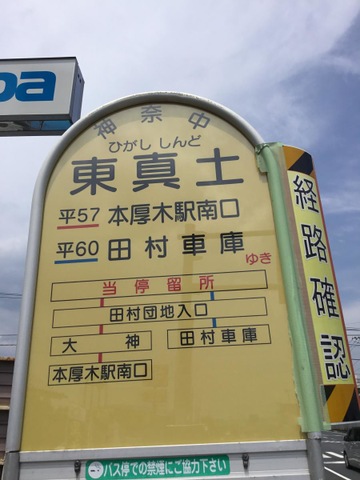 pa
神奈中
ひがし しんど
東真土
平57 本厚木駅南口
平60 田村車庫 ゆき
当停留所
田村団地入口
大神 田村車庫
本厚木駅南口
バス停での禁煙にご協力下さい
経路確認